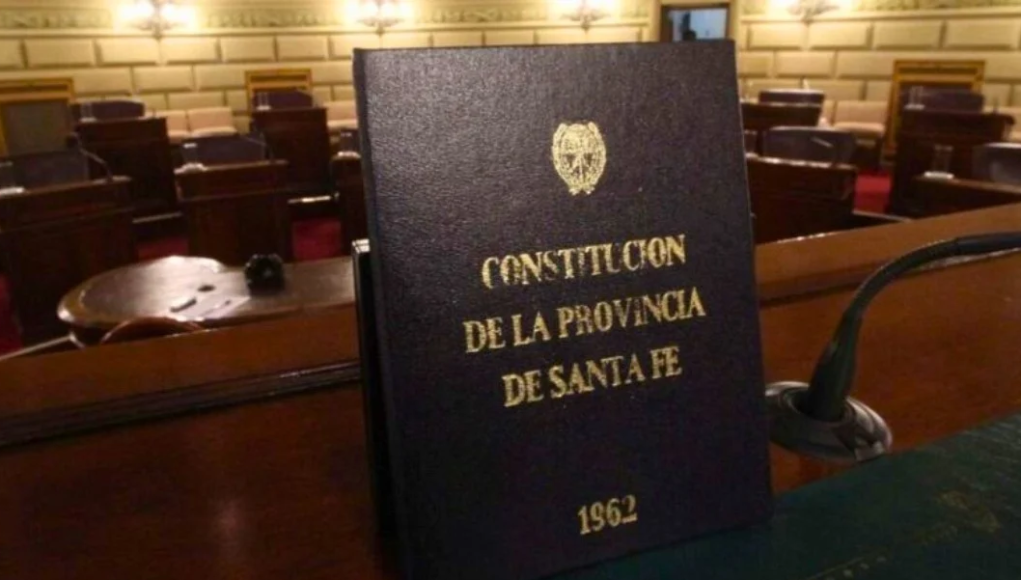 CONSTITUCION
DE LA PROVINCIA
DE SANTA FE
1962